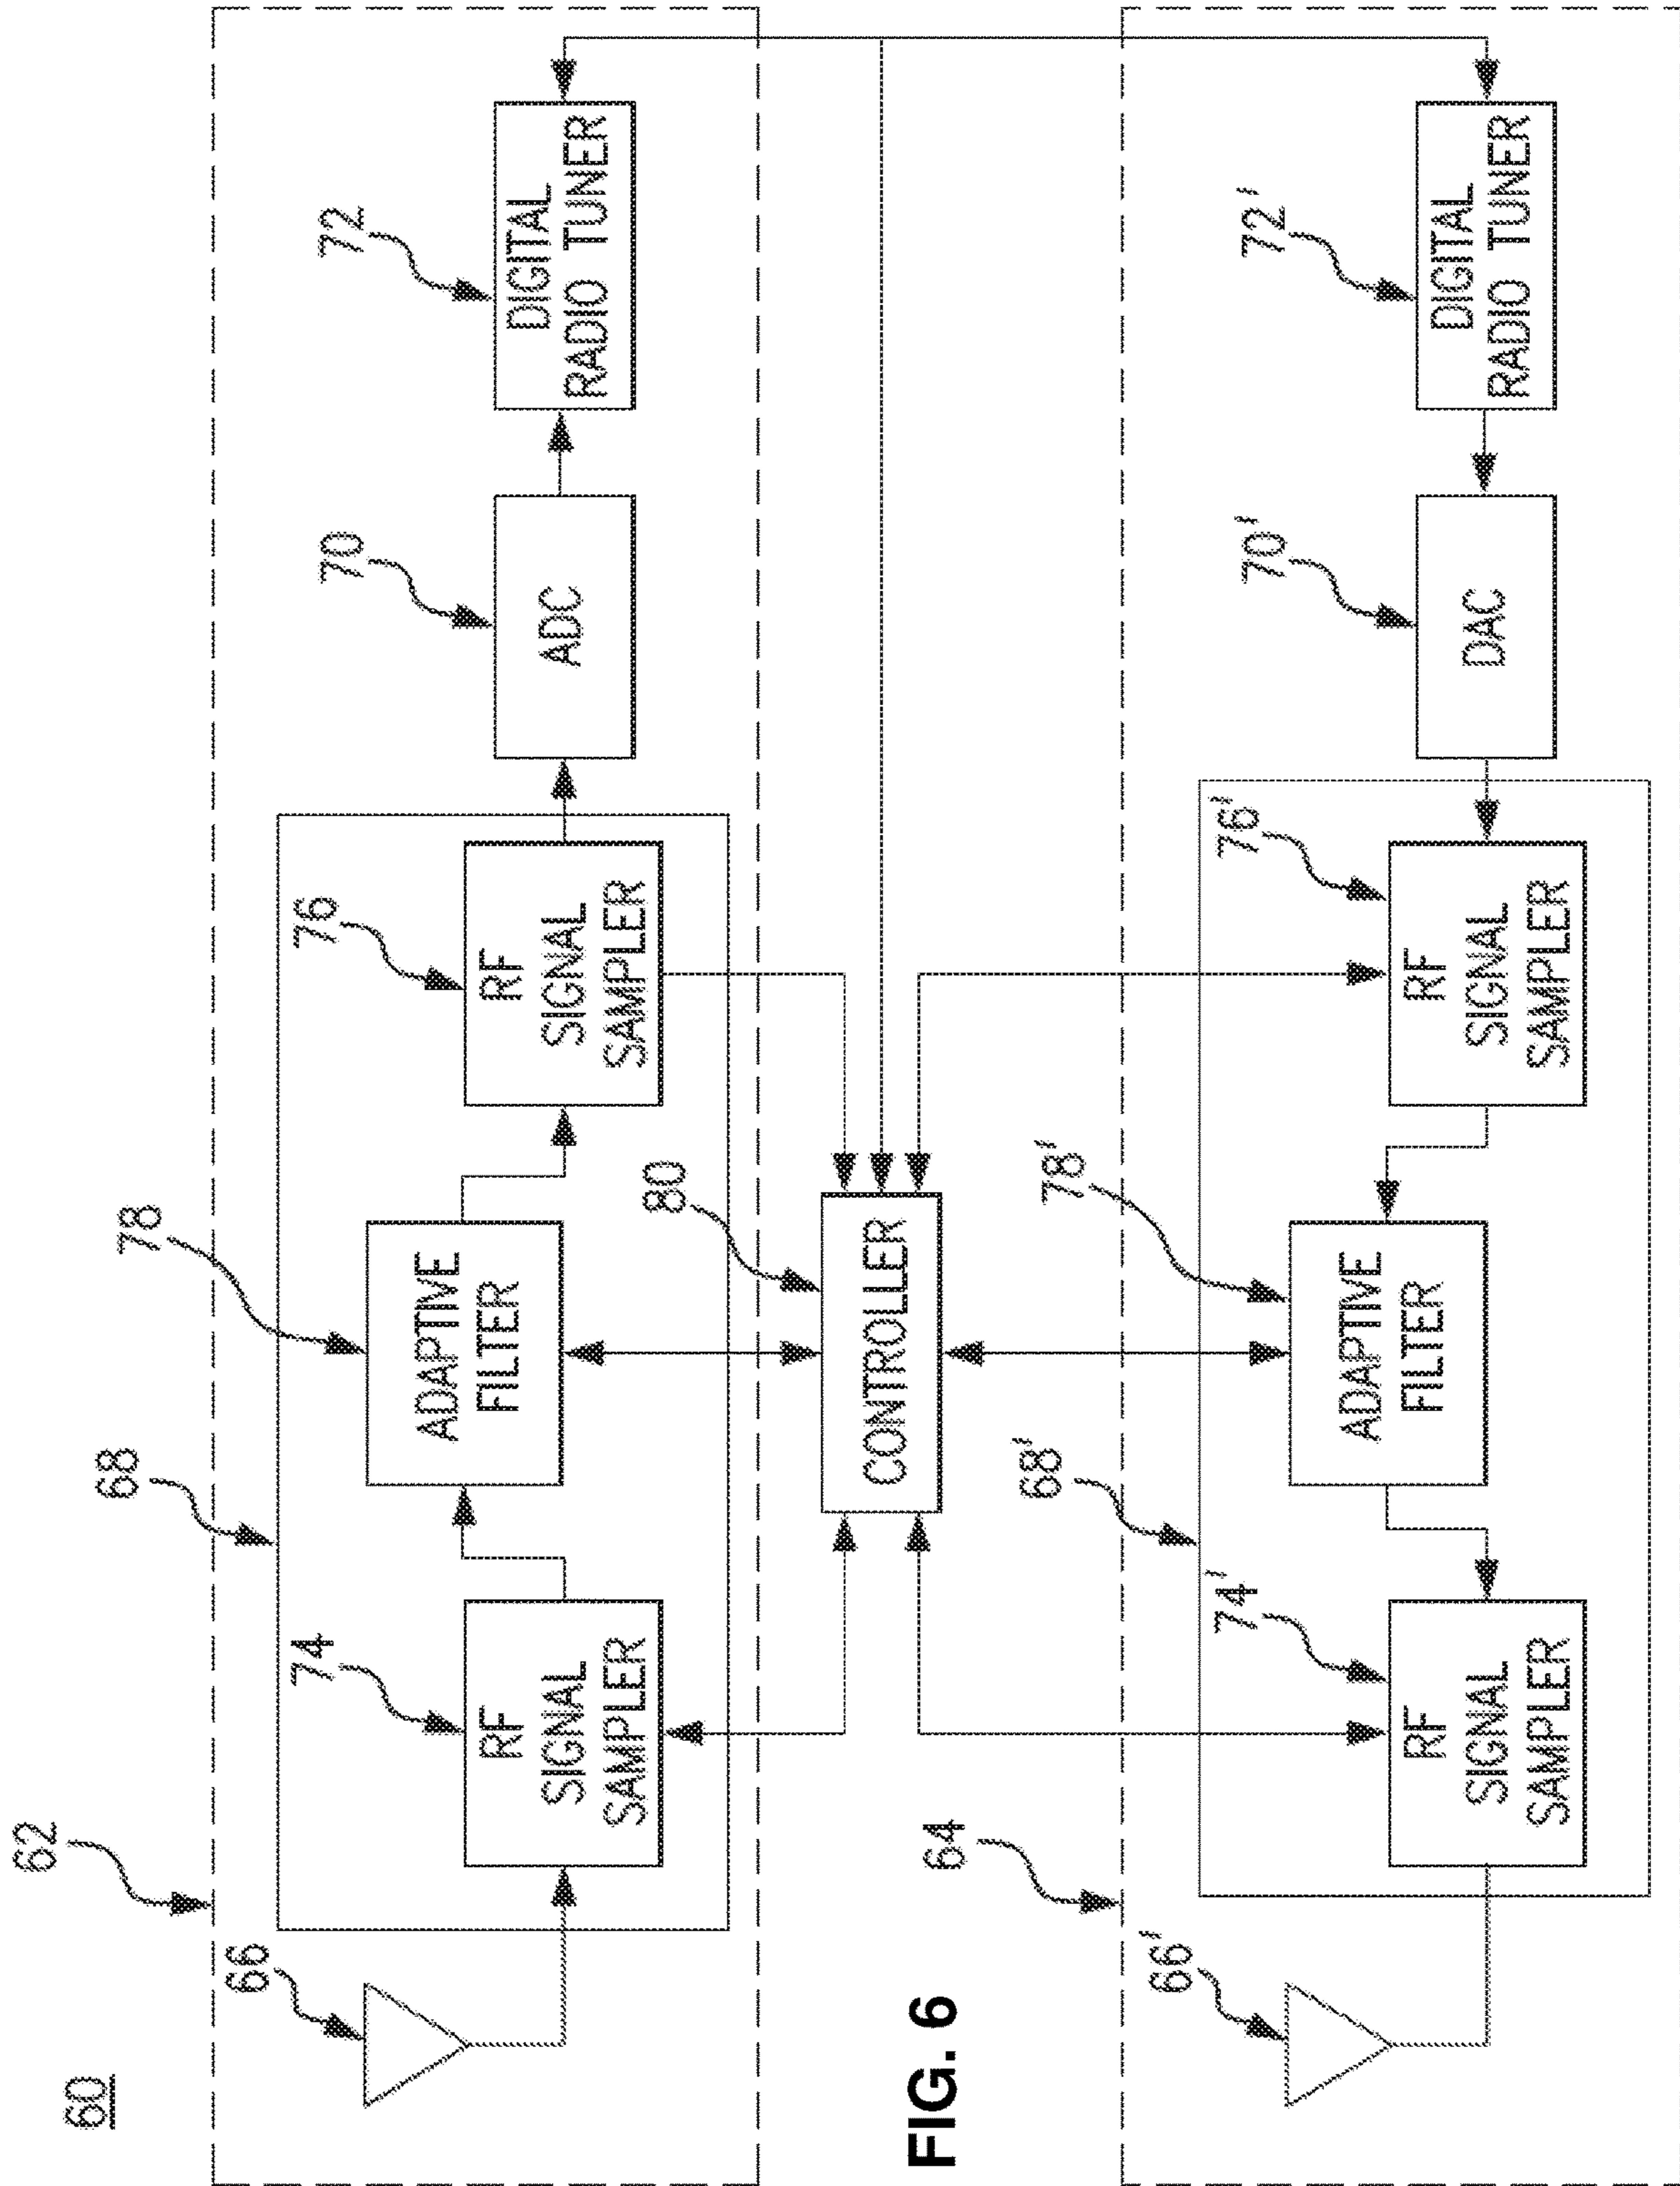 60
62
66
68
74
RF
SIGNAL
SAMPLER
78
ADAPTIVE
FILTER
76
RF
SIGNAL
SAMPLER
70
ADC
72
DIGITAL
RADIO TUNER
80
CONTROLLER
FIG. 6
64
66'
68'
74'
RF
SIGNAL
SAMPLER
78'
ADAPTIVE
FILTER
76'
RF
SIGNAL
SAMPLER
70'
DAC
72'
DIGITAL
RADIO TUNER